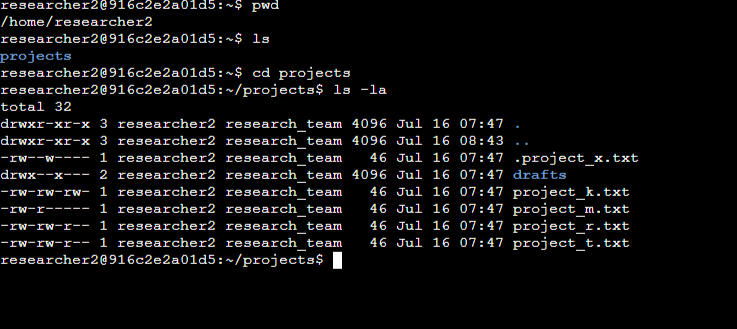 researcher2@916c2e2a01d5:~$ pwd
/home/researcher2
researcher2@916c2e2a01d5:~$ ls
projects
researcher2@916c2e2a01d5:~$ cd projects
researcher2@916c2e2a01d5:~/projects$ ls -la
total 32
drwxr-xr-x 3 researcher2 research_team 4096 Jul 16 07:47 .
drwxr-xr-x 3 researcher2 research_team 4096 Jul 16 08:43 ..
-rw--w---- 1 researcher2 research_team   46 Jul 16 07:47 .project_x.txt
drwx--x--- 2 researcher2 research_team 4096 Jul 16 07:47 drafts
-rw-rw-rw- 1 researcher2 research_team   46 Jul 16 07:47 project_k.txt
-rw-r----- 1 researcher2 research_team   46 Jul 16 07:47 project_m.txt
-rw-rw-r-- 1 researcher2 research_team   46 Jul 16 07:47 project_r.txt
-rw-rw-r-- 1 researcher2 research_team   46 Jul 16 07:47 project_t.txt
researcher2@916c2e2a01d5:~/projects$